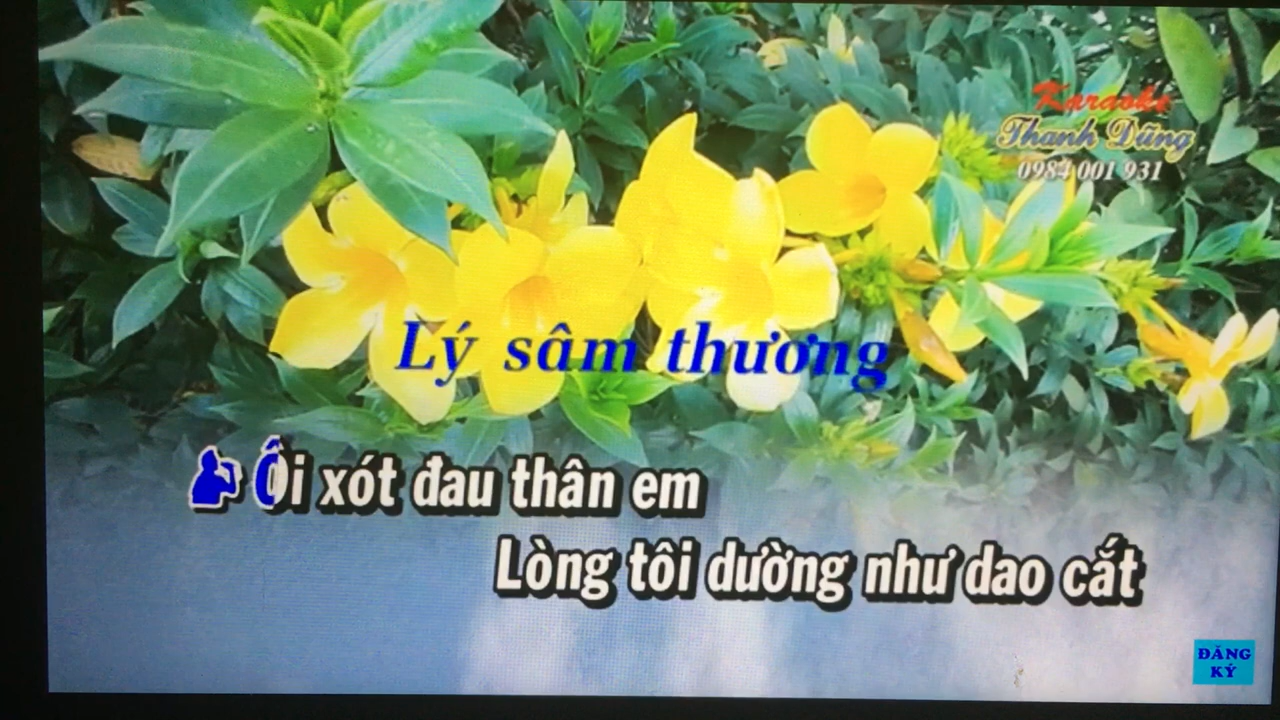 Karaoke
Thanh Dũng
0984 001 931
Lý sâm thương
Ôi xót đau thân em
Lòng tôi dường như dao cắt
ĐĂNG
KÝ